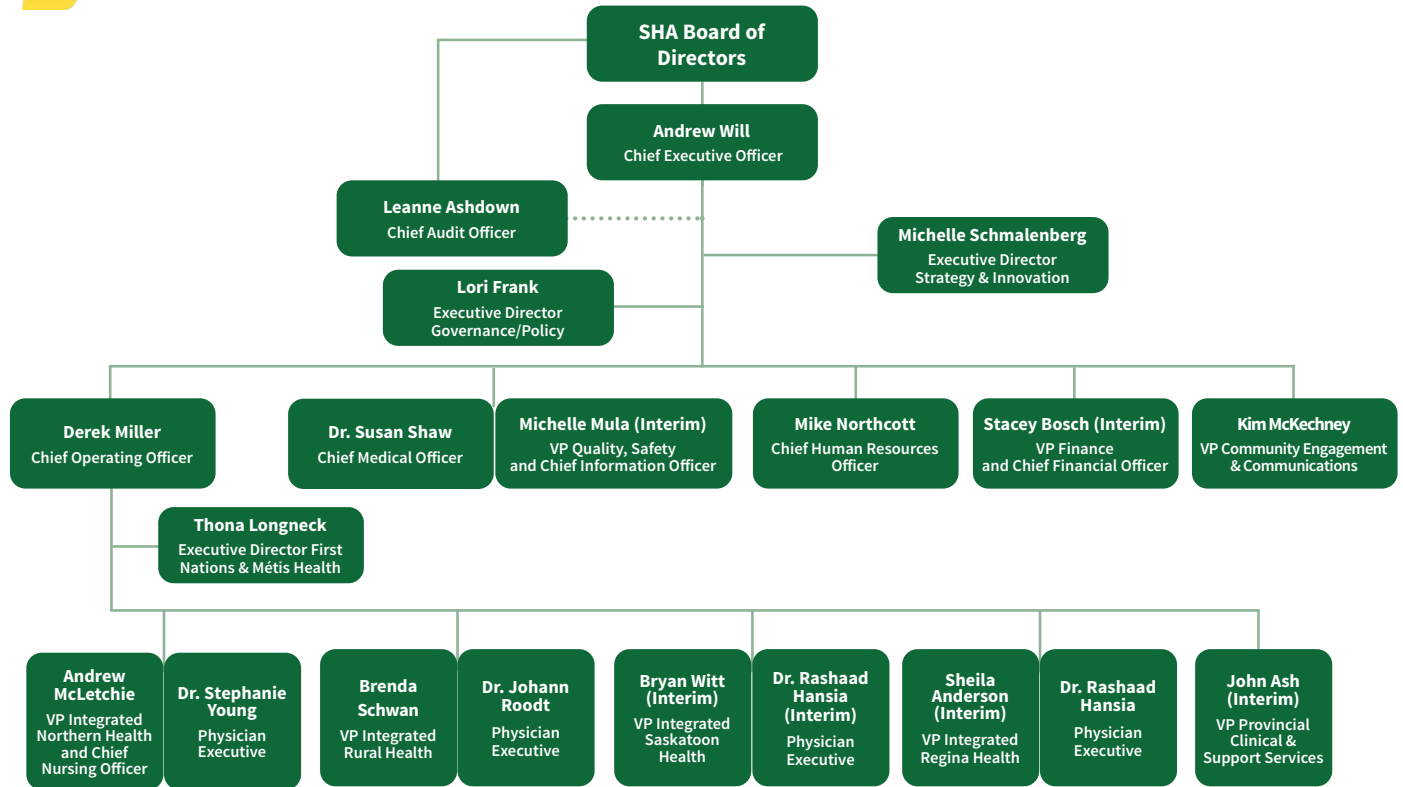 SHA Board of
Directors
Andrew Will
Chief Executive Officer
Leanne Ashdown
Chief Audit Officer
Michelle Schmalenberg
Executive Director
Strategy & Innovation
Lori Frank
Executive Director
Governance/Policy
Derek Miller
Chief Operating Officer
Dr. Susan Shaw
Chief Medical Officer
Michelle Mula (Interim)
VP Quality, Safety
and Chief Information Officer
Mike Northcott
Chief Human Resources
Officer
Stacey Bosch (Interim)
VP Finance
and Chief Financial Officer
Kim McKechney
VP Community Engagement
& Communications
Thona Longneck
Executive Director First
Nations & Métis Health
Andrew
McLetchie
VP Integrated
Northern Health
and Chief
Nursing Officer
Dr. Stephanie
Young
Physician
Executive
Brenda
Schwan
VP Integrated
Rural Health
Dr. Johann
Roodt
Physician
Executive
Bryan Witt
(Interim)
VP Integrated
Saskatoon
Health
Dr. Rashaad
Hansia
(Interim)
Physician
Executive
Sheila
Anderson
(Interim)
VP Integrated
Regina Health
Dr. Rashaad
Hansia
Physician
Executive
John Ash
(Interim)
VP Provincial
Clinical &
Support Services